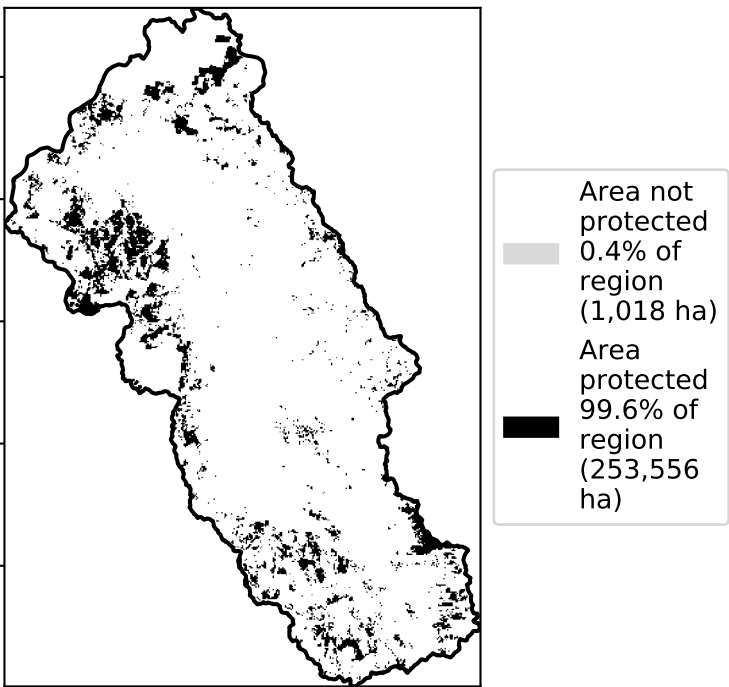 Area not
protected
0.4% of
region
(1,018 ha)
Area
protected
99.6% of
region
(253,556
ha)